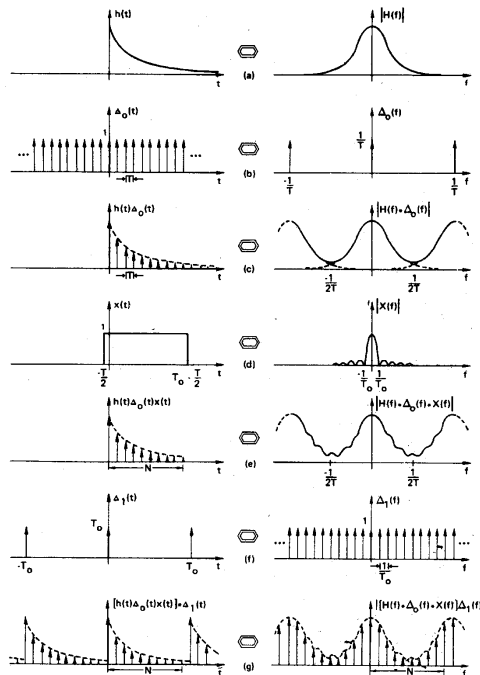 h(t)
|H(f)|
t
(a)
f
Δ₀(t)
Δ₀(f)
1
1/T
... ...
T
t
(b)
-1/T
1/T
f
h(t)Δ₀(t)
|H(f)*Δ₀(f)|
T
t
(c)
-1/2T
1/2T
f
x(t)
|X(f)|
1
-T/2
T₀-T/2
t
(d)
-1/T₀
1/T₀
f
h(t)Δ₀(t)x(t)
|H(f)*Δ₀(f)*X(f)|
N
t
(e)
-1/2T
1/2T
f
Δ₁(t)
Δ₁(f)
T₀
1
... ...
-T₀
T₀
t
(f)
1/T₀
f
[h(t)Δ₀(t)x(t)]*Δ₁(t)
|[H(f)*Δ₀(f)*X(f)]Δ₁(f)
N
t
(g)
N
f